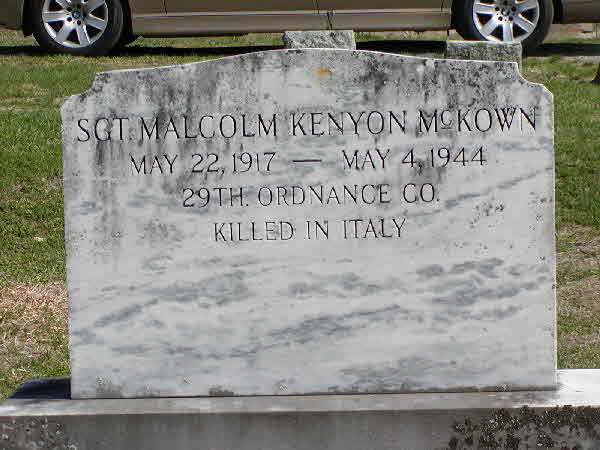 SGT. MALCOLM KENYON McKOWN
MAY 22, 1917 — MAY 4, 1944
29TH. ORDNANCE CO.
KILLED IN ITALY